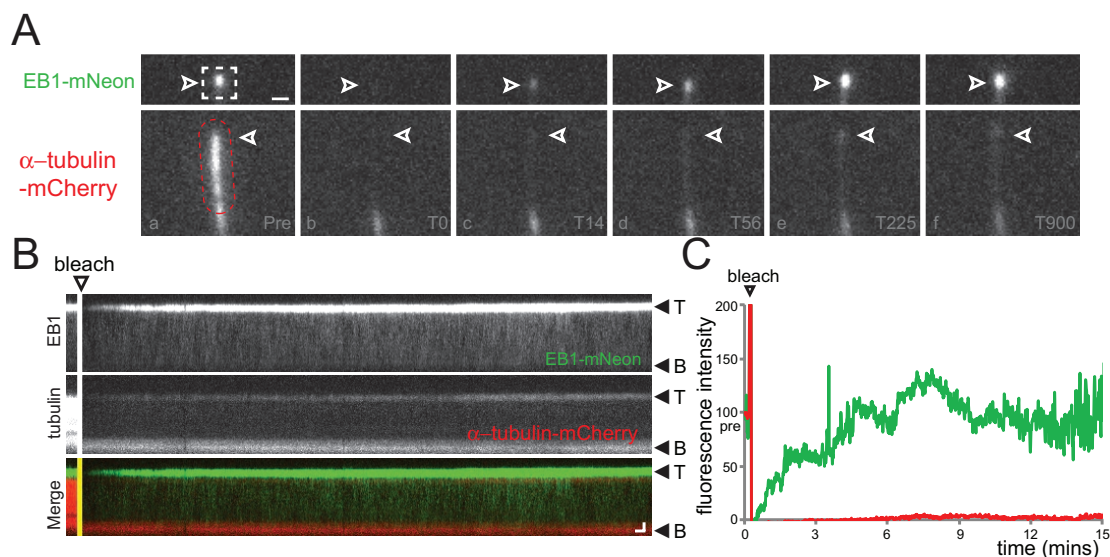 A
EB1-mNeon
α–tubulin
-mCherry
a Pre b T0 c T14 d T56 e T225 f T900
B
bleach
EB1
EB1-mNeon
T
B
tubulin
α-tubulin-mCherry
T
B
Merge
T
B
C
bleach
fluorescence intensity
200
150
100
pre
50
0
0 3 6 9 12 15
time (mins)